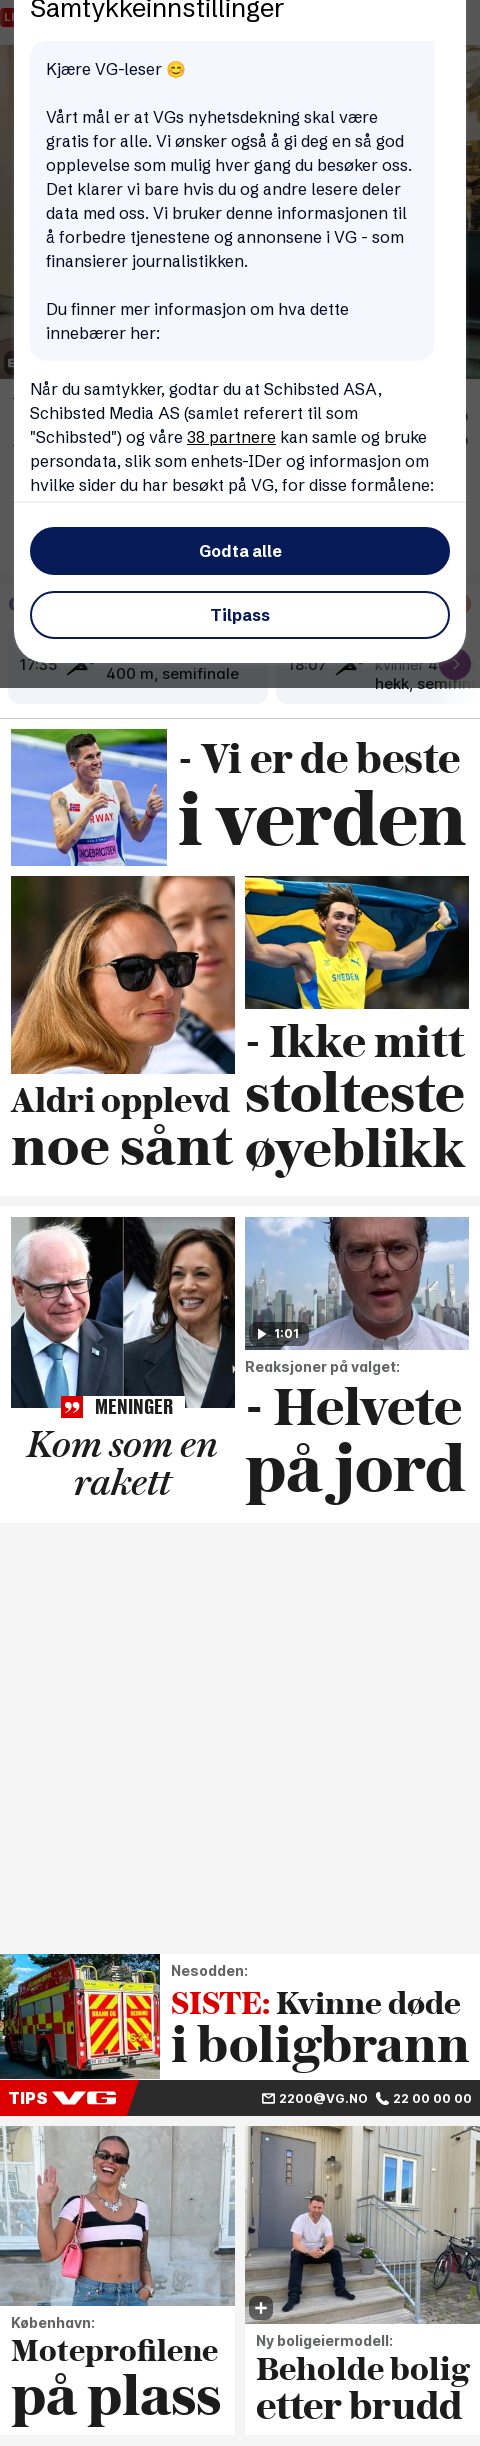 Samtykkeinnstillinger
Kjære VG-leser 😊
Vårt mål er at VGs nyhetsdekning skal være
gratis for alle. Vi ønsker også å gi deg en så god
opplevelse som mulig hver gang du besøker oss.
Det klarer vi bare hvis du og andre lesere deler
data med oss. Vi bruker denne informasjonen til
å forbedre tjenestene og annonsene i VG - som
finansierer journalistikken.
Du finner mer informasjon om hva dette
innebærer her:
Når du samtykker, godtar du at Schibsted ASA,
Schibsted Media AS (samlet referert til som
"Schibsted") og våre 38 partnere kan samle og bruke
persondata, slik som enhets-IDer og informasjon om
hvilke sider du har besøkt på VG, for disse formålene:
Godta alle
Tilpass
17:35
400 m, semifinale
18:07
kvinner 4
hekk, semifin
- Vi er de beste
i verden
NORWAY
INGEBRIGTSEN
SWEDEN
Aldri opplevd
noe sånt
- Ikke mitt
stolteste
øyeblikk
1:01
MENINGER
Kom som en
rakett
Reaksjoner på valget:
- Helvete
på jord
Nesodden:
SISTE: Kvinne døde
i boligbrann
TIPS VG
2200@VG.NO 22 00 00 00
København:
Moteprofilene
på plass
Ny boligeiermodell:
Beholde bolig
etter brudd